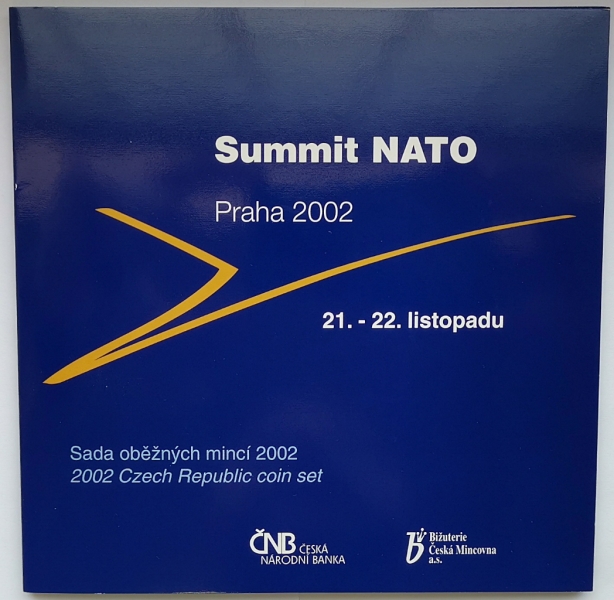 Summit NATO
Praha 2002
21. - 22. listopadu
Sada oběžných mincí 2002
2002 Czech Republic coin set
ČNB ČESKÁ
NÁRODNÍ BANKA
Bižuterie
Česká Mincovna
a.s.